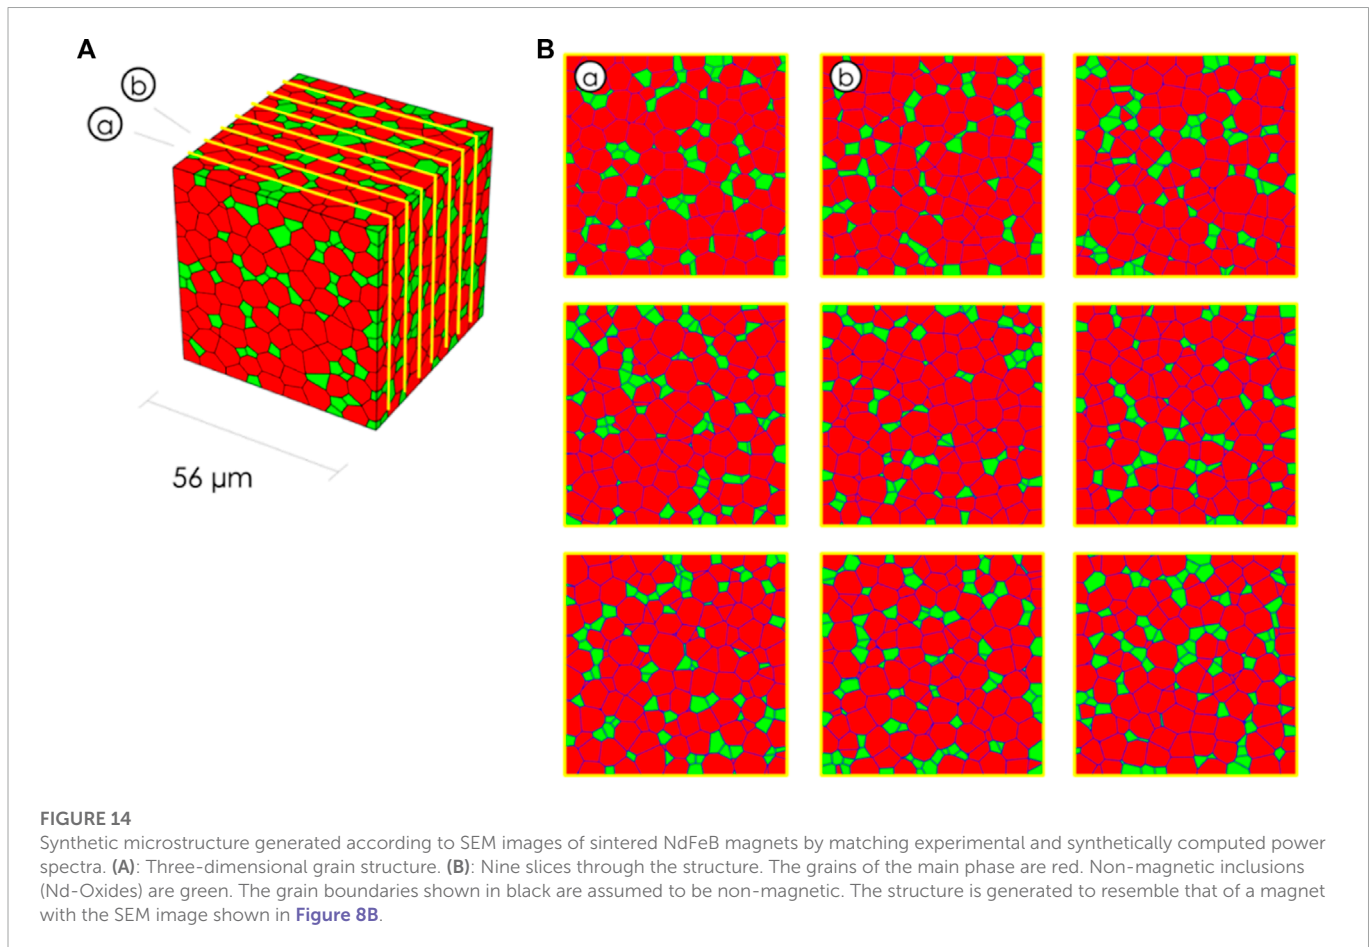 A
b
a
56 µm
B
a
b
FIGURE 14
Synthetic microstructure generated according to SEM images of sintered NdFeB magnets by matching experimental and synthetically computed power
spectra. (A): Three-dimensional grain structure. (B): Nine slices through the structure. The grains of the main phase are red. Non-magnetic inclusions
(Nd-Oxides) are green. The grain boundaries shown in black are assumed to be non-magnetic. The structure is generated to resemble that of a magnet
with the SEM image shown in Figure 8B.